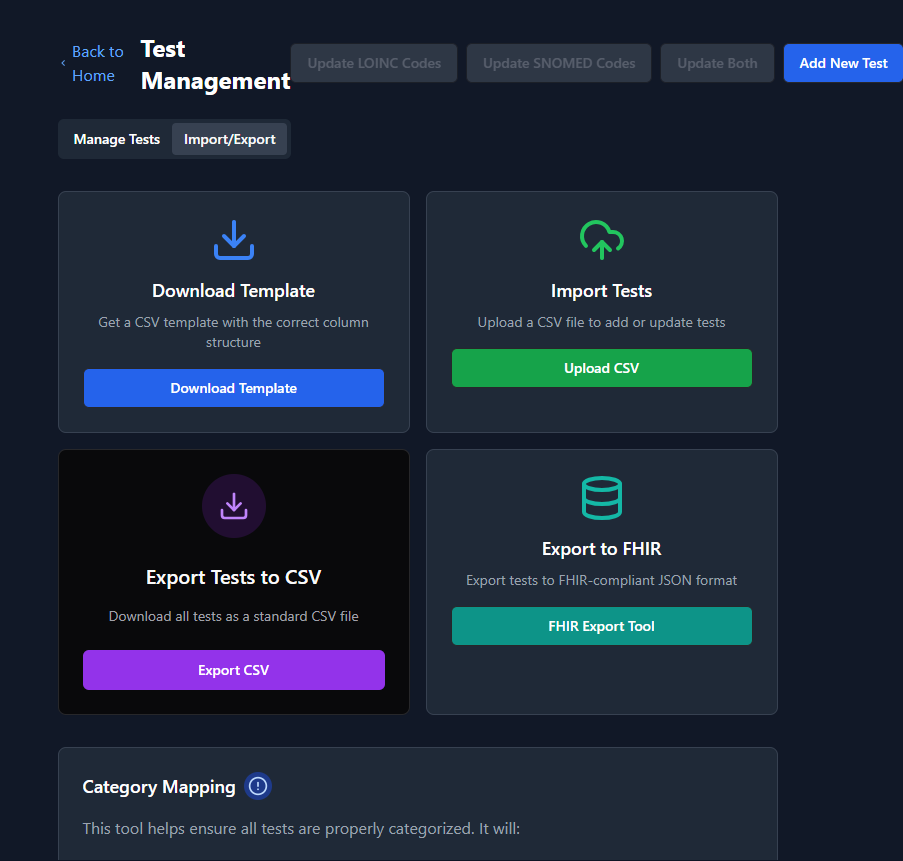 Back to
Home
Test
Management
Update LOINC Codes
Update SNOMED Codes
Update Both
Add New Test
Manage Tests
Import/Export
Download Template
Get a CSV template with the correct column
structure
Download Template
Import Tests
Upload a CSV file to add or update tests
Upload CSV
Export Tests to CSV
Download all tests as a standard CSV file
Export CSV
Export to FHIR
Export tests to FHIR-compliant JSON format
FHIR Export Tool
Category Mapping
This tool helps ensure all tests are properly categorized. It will: